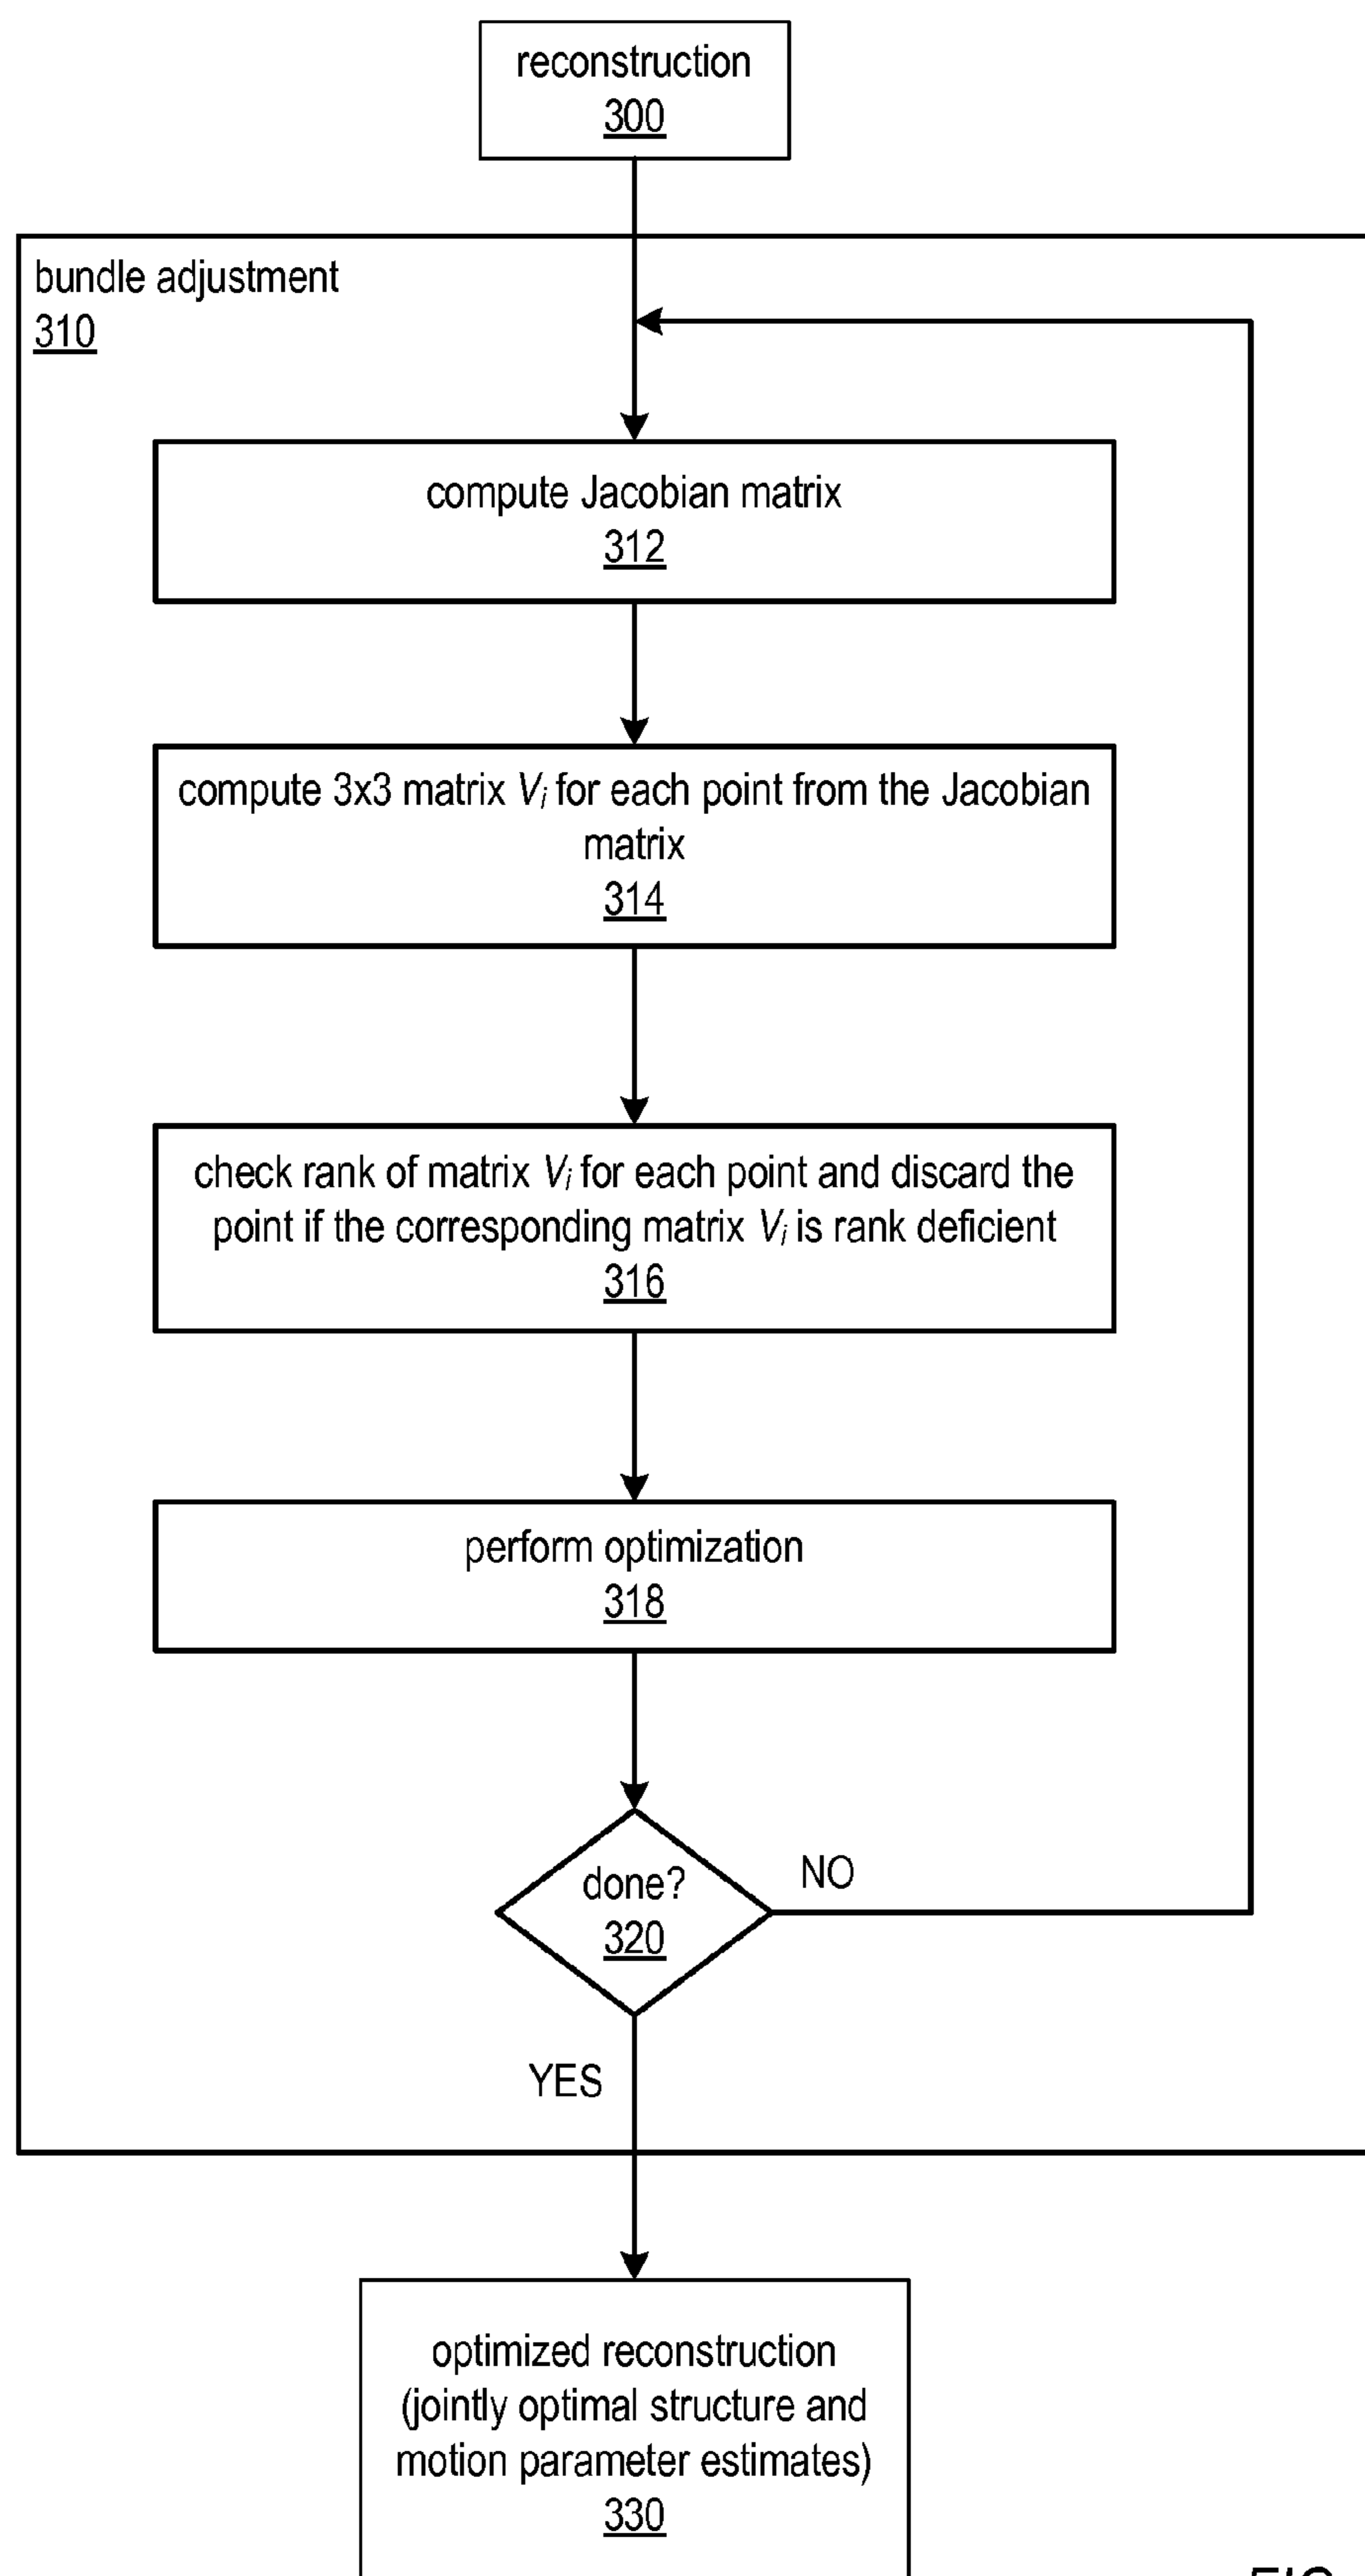 reconstruction
300
bundle adjustment
310
compute Jacobian matrix
312
compute 3x3 matrix Vi for each point from the Jacobian
matrix
314
check rank of matrix Vi for each point and discard the
point if the corresponding matrix Vi is rank deficient
316
perform optimization
318
done?
320
NO
YES
optimized reconstruction
(jointly optimal structure and
motion parameter estimates)
330